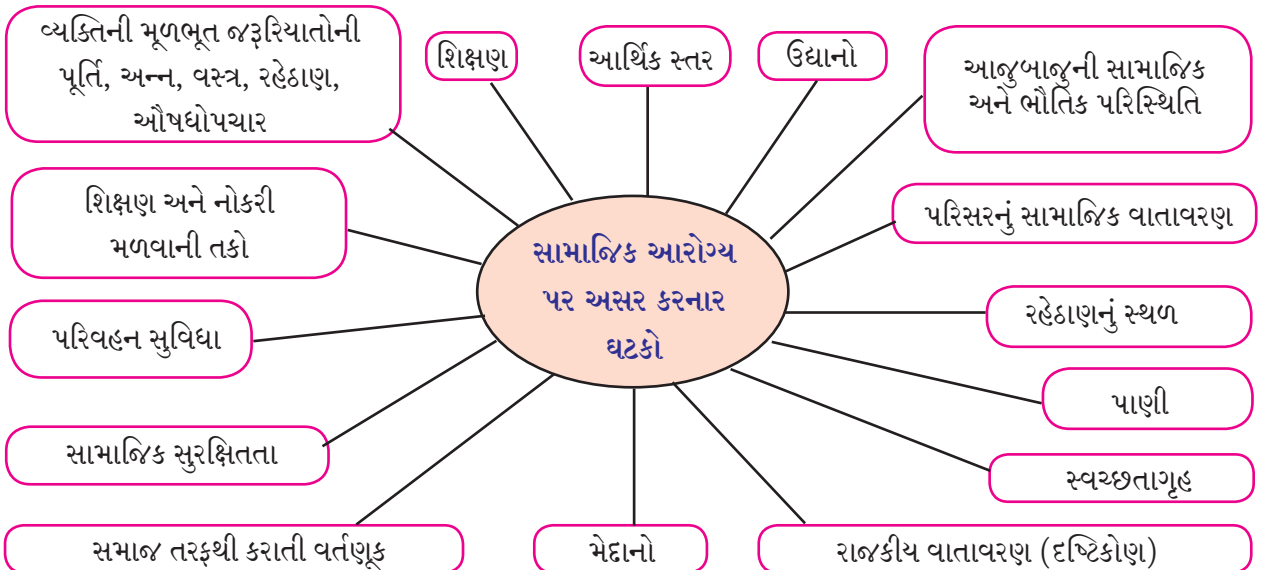 વ્યક્તિની મૂળભૂત જરૂરિયાતોની
પૂર્તિ, અન્ન, વસ્ત્ર, રહેઠાણ,
ઔષધોપચાર
શિક્ષણ
આર્થિક સ્તર
ઉદ્યાનો
આજુબાજુની સામાજિક
અને ભૌતિક પરિસ્થિતિ
શિક્ષણ અને નોકરી
મળવાની તકો
પરિસરનું સામાજિક વાતાવરણ
સામાજિક આરોગ્ય
પર અસર કરનાર
ઘટકો
પરિવહન સુવિધા
રહેઠાણનું સ્થળ
પાણી
સામાજિક સુરક્ષિતતા
સ્વચ્છતાગૃહ
સમાજ તરફથી કરાતી વર્તણૂક
મેદાનો
રાજકીય વાતાવરણ (દષ્ટિકોણ)